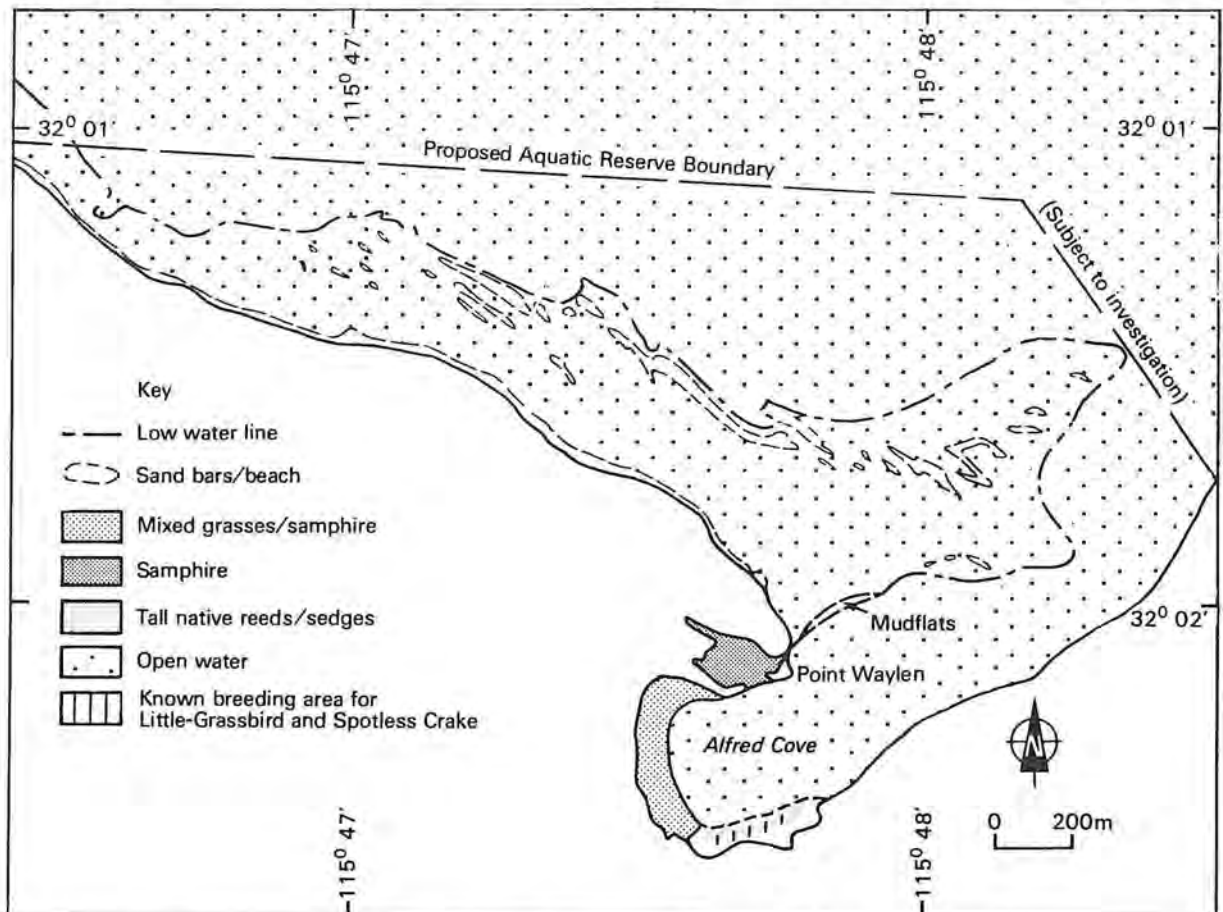 115° 47'
115° 48'
32° 01'
32° 01'
Proposed Aquatic Reserve Boundary
(Subject to investigation)
Key
Low water line
Sand bars/beach
Mixed grasses/samphire
Samphire
Tall native reeds/sedges
Open water
Known breeding area for
Little-Grassbird and Spotless Crake
Mudflats
32° 02'
Point Waylen
Alfred Cove
N
0 200m
115° 47'
115° 48'